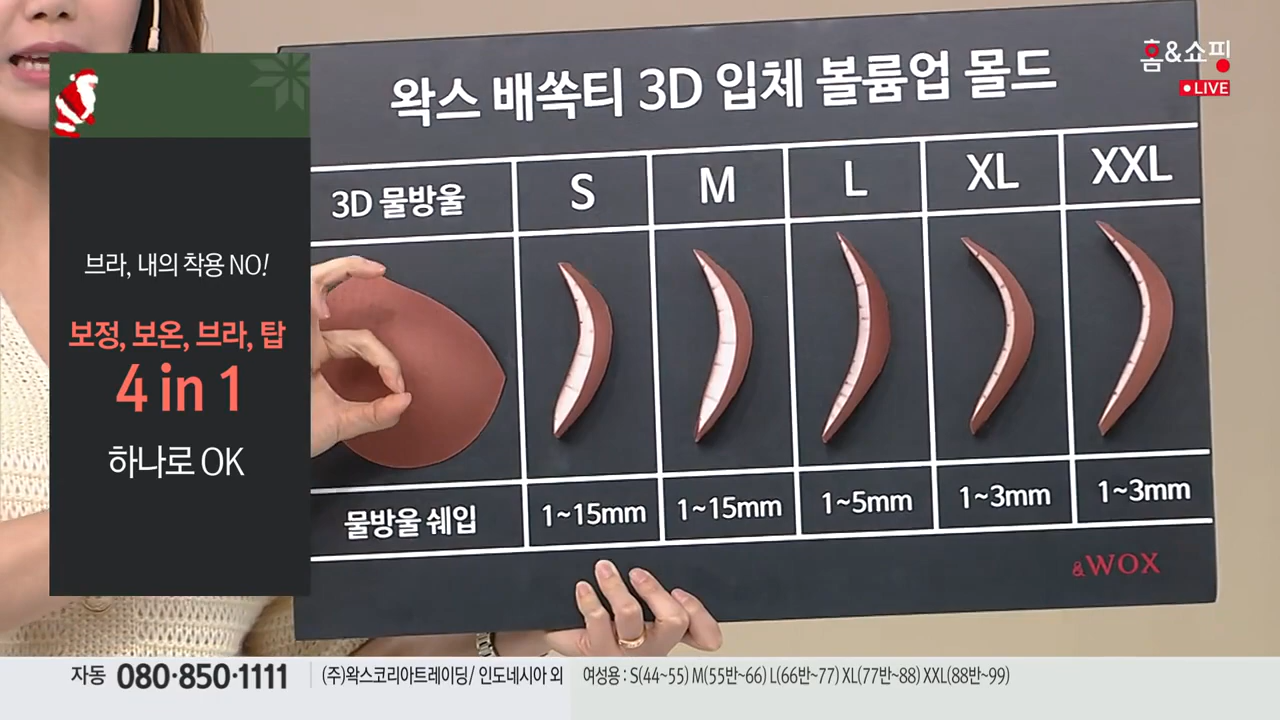 홈&쇼핑
LIVE
왁스 배쏙티 3D 입체 볼륨업 몰드
3D 물방울 S M L XL XXL
물방울 쉐입 1~15mm 1~15mm 1~5mm 1~3mm 1~3mm
&WOX
브라, 내의 착용 NO!
보정, 보온, 브라, 탑
4 in 1
하나로 OK
자동 080·850·1111 (주)왁스코리아트레이딩/ 인도네시아 외 여성용 : S(44~55) M(55반~66) L(66반~77) XL(77반~88) XXL(88반~99)